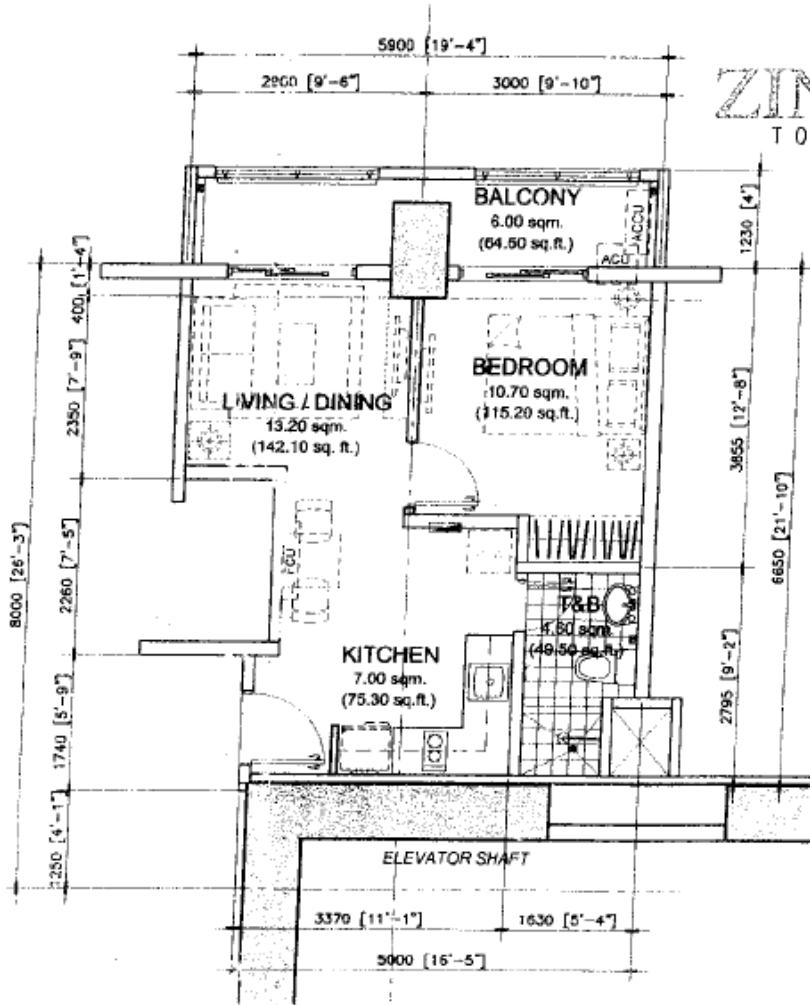 5900 [19'-4"]
2900 [9'-6"]
3000 [9'-10"]
T O
BALCONY
6.00 sqm.
(64.50 sq.ft.)
ACCU
ACU
1230 [4']
400 [1'-4"]
2350 [7'-9"]
LIVING / DINING
13.20 sqm.
(142.10 sq. ft.)
BEDROOM
10.70 sqm.
(115.20 sq.ft.)
3855 [12'-8"]
6650 [21'-10"]
8000 [26'-3"]
2260 [7'-5"]
FCU
T&B
4.60 sqm.
(49.50 sq.ft.)
KITCHEN
7.00 sqm.
(75.30 sq.ft.)
2795 [9'-2"]
1740 [5'-9"]
1250 [4'-1"]
ELEVATOR SHAFT
3370 [11'-1"]
1630 [5'-4"]
5000 [16'-5"]